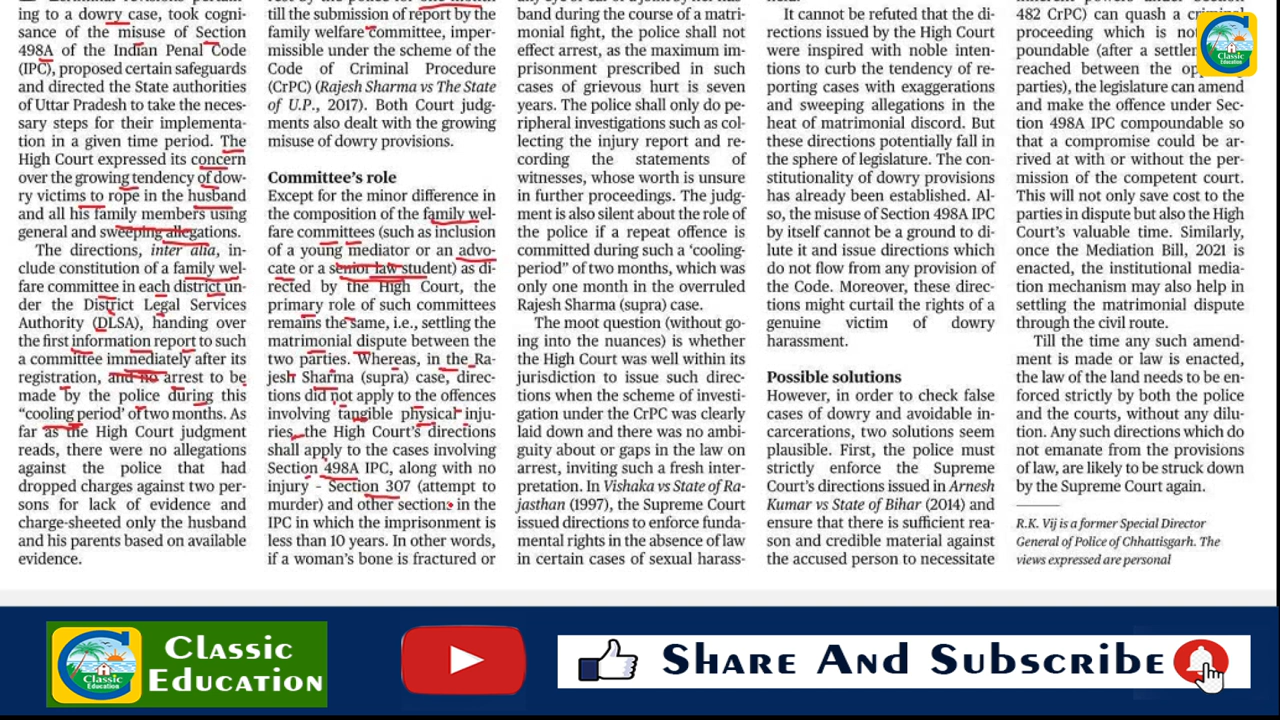 ing to a dowry case, took cogni-
sance of the misuse of Section
498A of the Indian Penal Code
(IPC), proposed certain safeguards
and directed the State authorities
of Uttar Pradesh to take the neces-
sary steps for their implementa-
tion in a given time period. The
High Court expressed its concern
over the growing tendency of dow-
ry victims to rope in the husband
and all his family members using
general and sweeping allegations.
The directions, inter alia, in-
clude constitution of a family wel-
fare committee in each district un-
der the District Legal Services
Authority (DLSA), handing over
the first information report to such
a committee immediately after its
registration, and no arrest to be
made by the police during this
“cooling period’ of two months. As
far as the High Court judgment
reads, there were no allegations
against the police that had
dropped charges against two per-
sons for lack of evidence and
charge-sheeted only the husband
and his parents based on available
evidence.
till the submission of report by the
family welfare committee, imper-
missible under the scheme of the
Code of Criminal Procedure
(CrPC) (Rajesh Sharma vs The State
of U.P., 2017). Both Court judg-
ments also dealt with the growing
misuse of dowry provisions.
Committee’s role
Except for the minor difference in
the composition of the family wel-
fare committees (such as inclusion
of a young mediator or an advo-
cate or a senior law student) as di-
rected by the High Court, the
primary role of such committees
remains the same, i.e., settling the
matrimonial dispute between the
two parties. Whereas, in the Ra-
jesh Sharma (supra) case, direc-
tions did not apply to the offences
involving tangible physical inju-
ries, the High Court’s directions
shall apply to the cases involving
Section 498A IPC, along with no
injury - Section 307 (attempt to
murder) and other sections in the
IPC in which the imprisonment is
less than 10 years. In other words,
if a woman’s bone is fractured or
band during the course of a matri-
monial fight, the police shall not
effect arrest, as the maximum im-
prisonment prescribed in such
cases of grievous hurt is seven
years. The police shall only do pe-
ripheral investigations such as col-
lecting the injury report and re-
cording the statements of
witnesses, whose worth is unsure
in further proceedings. The judg-
ment is also silent about the role of
the police if a repeat offence is
committed during such a ‘cooling-
period” of two months, which was
only one month in the overruled
Rajesh Sharma (supra) case.
The moot question (without go-
ing into the nuances) is whether
the High Court was well within its
jurisdiction to issue such direc-
tions when the scheme of investi-
gation under the CrPC was clearly
laid down and there was no ambi-
guity about or gaps in the law on
arrest, inviting such a fresh inter-
pretation. In Vishaka vs State of Ra-
jasthan (1997), the Supreme Court
issued directions to enforce funda-
mental rights in the absence of law
in certain cases of sexual harass-
It cannot be refuted that the di-
rections issued by the High Court
were inspired with noble inten-
tions to curb the tendency of re-
porting cases with exaggerations
and sweeping allegations in the
heat of matrimonial discord. But
these directions potentially fall in
the sphere of legislature. The con-
stitutionality of dowry provisions
has already been established. Al-
so, the misuse of Section 498A IPC
by itself cannot be a ground to di-
lute it and issue directions which
do not flow from any provision of
the Code. Moreover, these direc-
tions might curtail the rights of a
genuine victim of dowry
harassment.
Possible solutions
However, in order to check false
cases of dowry and avoidable in-
carcerations, two solutions seem
plausible. First, the police must
strictly enforce the Supreme
Court’s directions issued in Arnesh
Kumar vs State of Bihar (2014) and
ensure that there is sufficient rea-
son and credible material against
the accused person to necessitate
482 CrPC) can quash a criminal
proceeding which is
poundable (after a
reached between the
parties), the legislature can amend
and make the offence under Sec-
tion 498A IPC compoundable so
that a compromise could be ar-
rived at with or without the per-
mission of the competent court.
This will not only save cost to the
parties in dispute but also the High
Court’s valuable time. Similarly,
once the Mediation Bill, 2021 is
enacted, the institutional media-
tion mechanism may also help in
settling the matrimonial dispute
through the civil route.
Till the time any such amend-
ment is made or law is enacted,
the law of the land needs to be en-
forced strictly by both the police
and the courts, without any dilu-
tion. Any such directions which do
not emanate from the provisions
of law, are likely to be struck down
by the Supreme Court again.
R.K. Vij is a former Special Director
General of Police of Chhattisgarh. The
views expressed are personal
Classic
Education
Classic
Education
Classic
Education
Share And Subscribe